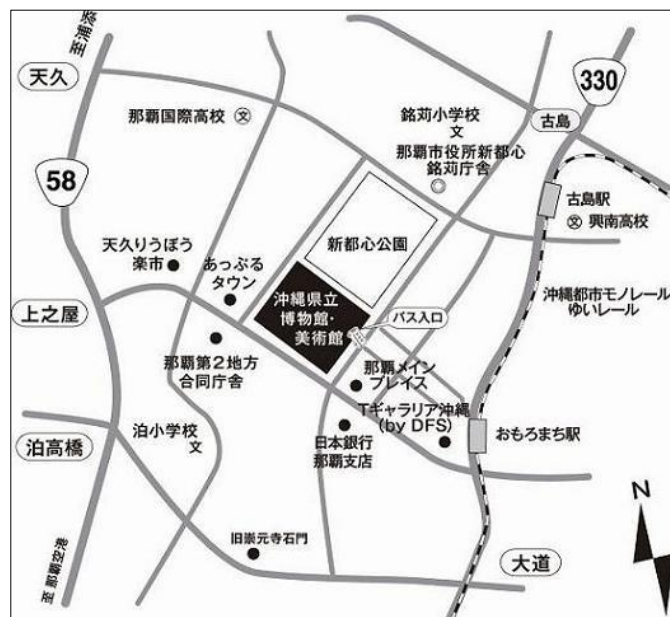 至浦添
天久
330
那覇国際高校
文
銘苅小学校
文
古島
那覇市役所新都心
銘苅庁舎
58
古島駅
文
興南高校
新都心公園
天久りうぼう
楽市
あっぷる
タウン
沖縄県立
博物館・
美術館
バス入口
沖縄都市モノレール
ゆいレール
上之屋
那覇第2地方
合同庁舎
那覇メイン
プレイス
Tギャラリア沖縄
(by DFS)
おもろまち駅
泊小学校
文
日本銀行
那覇支店
泊高橋
N
旧崇元寺石門
大道
至 那覇空港